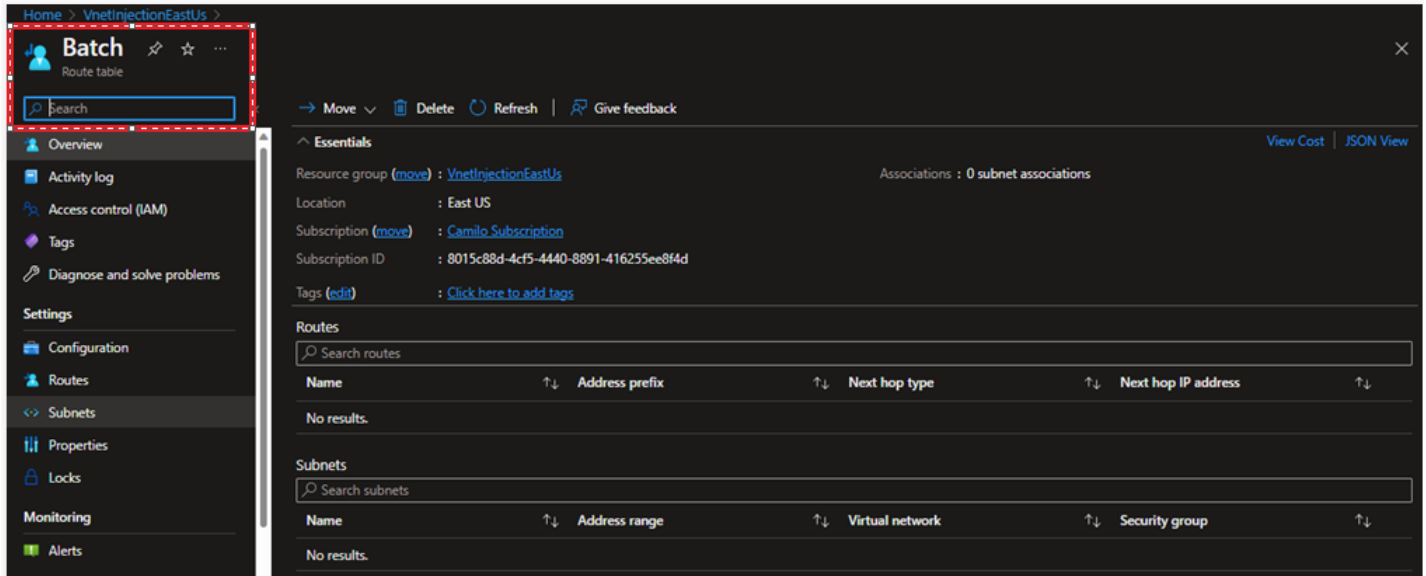 Home > VnetInjectionEastUs >
Batch
Route table
Search
Overview
Activity log
Access control (IAM)
Tags
Diagnose and solve problems
Settings
Configuration
Routes
Subnets
Properties
Locks
Monitoring
Alerts
Move Delete Refresh | Give feedback
Essentials
View Cost | JSON View
Resource group (move) : VnetInjectionEastUs
Associations : 0 subnet associations
Location : East US
Subscription (move) : Camilo Subscription
Subscription ID : 8015c88d-4cf5-4440-8891-416255ee8f4d
Tags (edit) : Click here to add tags
Routes
Search routes
Name ↑↓ Address prefix ↑↓ Next hop type ↑↓ Next hop IP address ↑↓
No results.
Subnets
Search subnets
Name ↑↓ Address range ↑↓ Virtual network ↑↓ Security group ↑↓
No results.